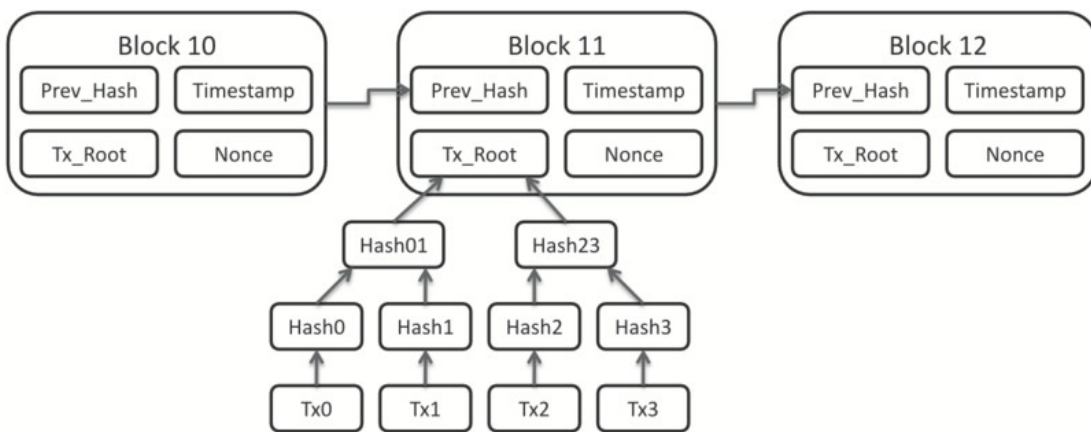 Block 10
Block 11
Block 12
Prev_Hash
Timestamp
Prev_Hash
Timestamp
Prev_Hash
Timestamp
Tx_Root
Nonce
Tx_Root
Nonce
Tx_Root
Nonce
Hash01
Hash23
Hash0
Hash1
Hash2
Hash3
Tx0
Tx1
Tx2
Tx3